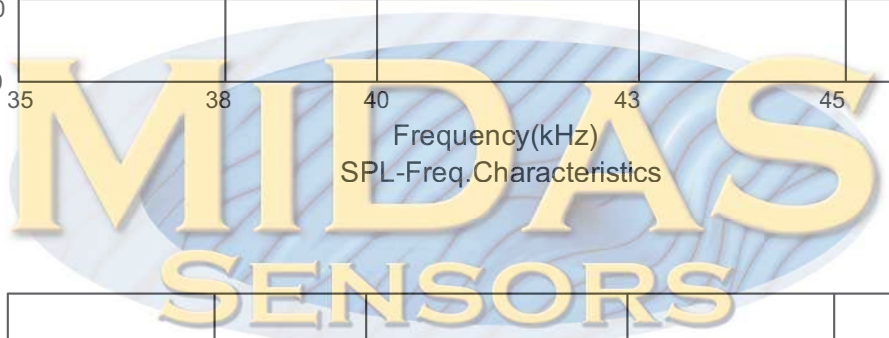 35 38 40 43 45
Frequency(kHz)
SPL-Freq.Characteristics
MIDAS
SENSORS